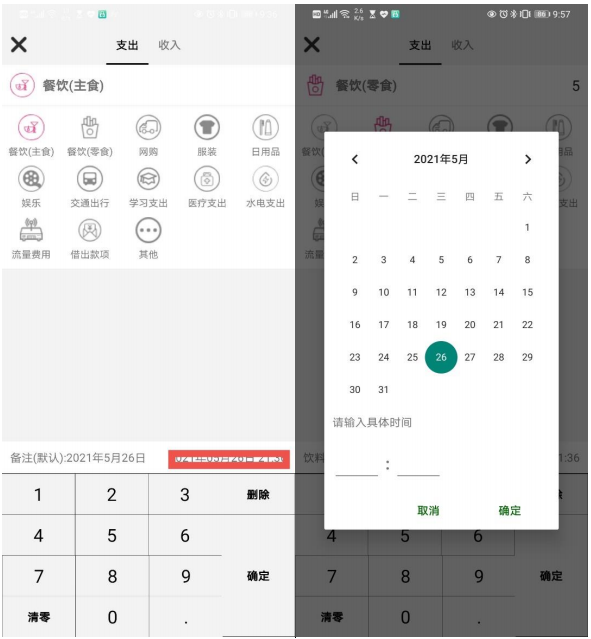 支出 收入
餐饮(主食)
餐饮(主食) 餐饮(零食) 网购 服装 日用品
娱乐 交通出行 学习支出 医疗支出 水电支出
流量费用 借出款项 其他
备注(默认):2021年5月26日
1 2 3 删除
4 5 6
7 8 9 确定
清零 0 .
2.6 K/s 9:57
支出 收入
餐饮(零食) 5
2021年5月
日 一 二 三 四 五 六
1
2 3 4 5 6 7 8
9 10 11 12 13 14 15
16 17 18 19 20 21 22
23 24 25 26 27 28 29
30 31
请输入具体时间
:
取消 确定
饮料
1:36
4 5 6
7 8 9 确定
清零 0 .